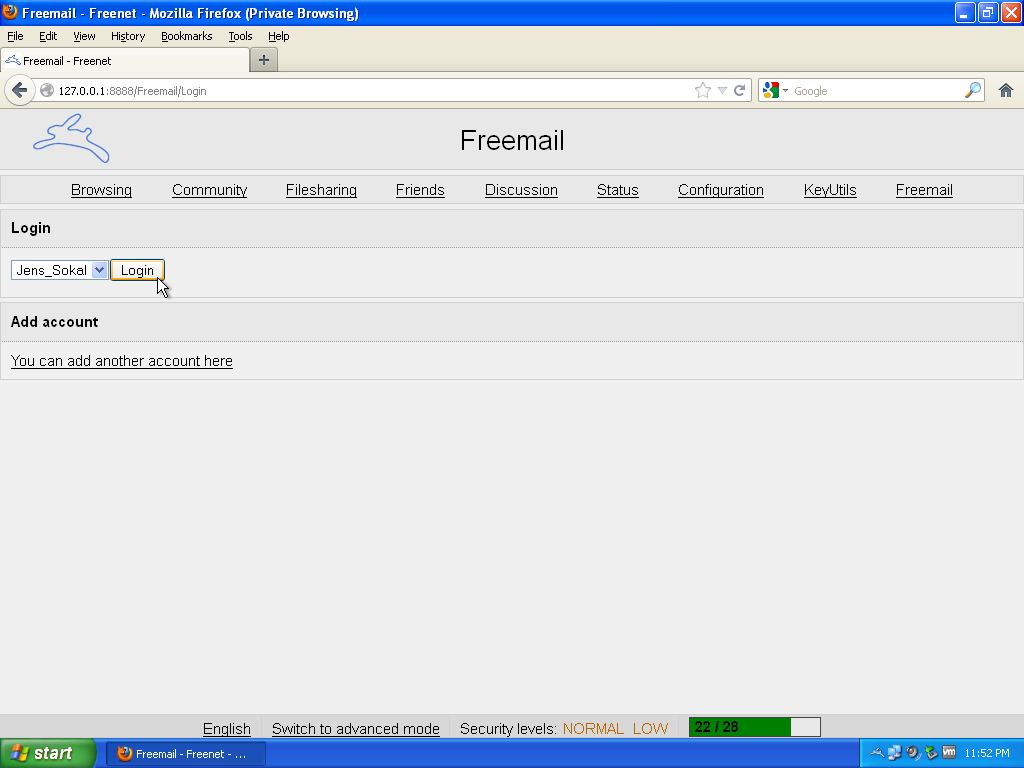 Freemail - Freenet - Mozilla Firefox (Private Browsing)
File Edit View History Bookmarks Tools Help
Freemail - Freenet
127.0.0.1:8888/Freemail/Login
Google
Freemail
Browsing Community Filesharing Friends Discussion Status Configuration KeyUtils Freemail
Login
Jens_Sokal Login
Add account
You can add another account here
English Switch to advanced mode Security levels: NORMAL LOW 22 / 28
start Freemail - Freenet - ... vm 11:52 PM